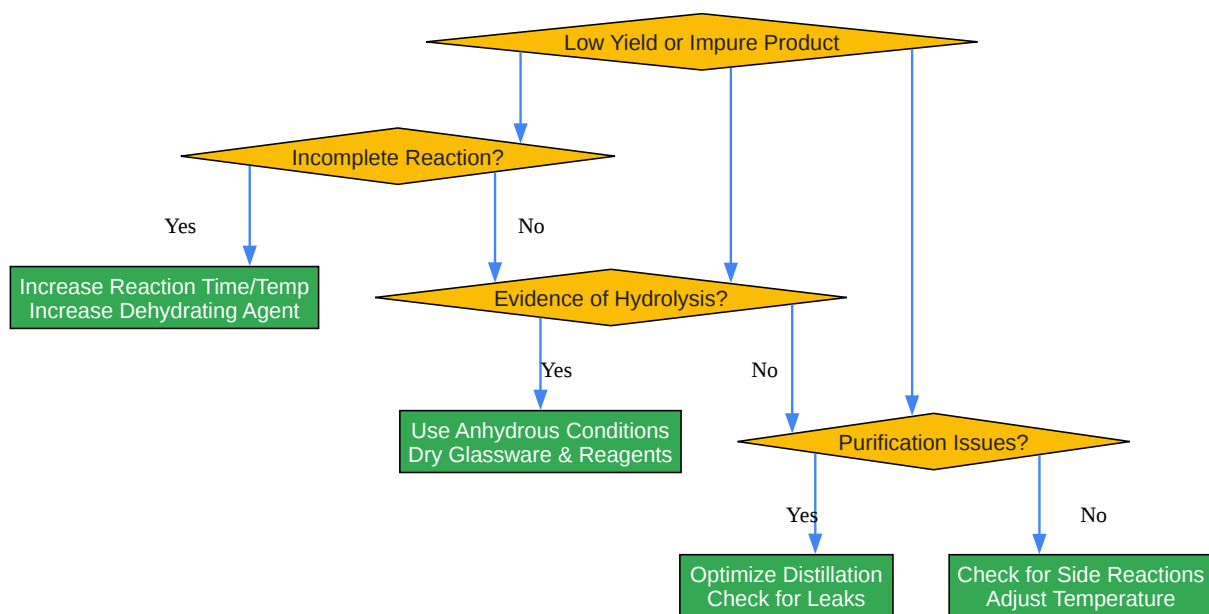 Low Yield or Impure Product
Incomplete Reaction?
Yes
No
Increase Reaction Time/Temp
Increase Dehydrating Agent
Evidence of Hydrolysis?
Yes
No
Use Anhydrous Conditions
Dry Glassware & Reagents
Purification Issues?
Yes
No
Optimize Distillation
Check for Leaks
Check for Side Reactions
Adjust Temperature